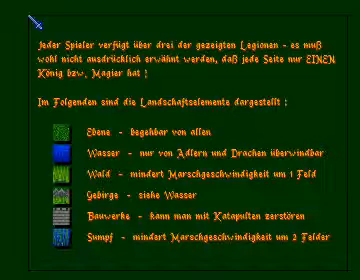 Jeder Spieler verfügt über drei der gezeigten Legionen - es muß
wohl nicht ausdrücklich erwähnt werden, daß jede Seite nur EINEN
König bzw. Magier hat !
Im Folgenden sind die Landschaftselemente dargestellt :
Ebene - begehbar von allen
Wasser - nur von Adlern und Drachen überwindbar
Wald - mindert Marschgeschwindigkeit um 1 Feld
Gebirge - siehe Wasser
Bauwerke - kann man mit Katapulten zerstören
Sumpf - mindert Marschgeschwindigkeit um 2 Felder